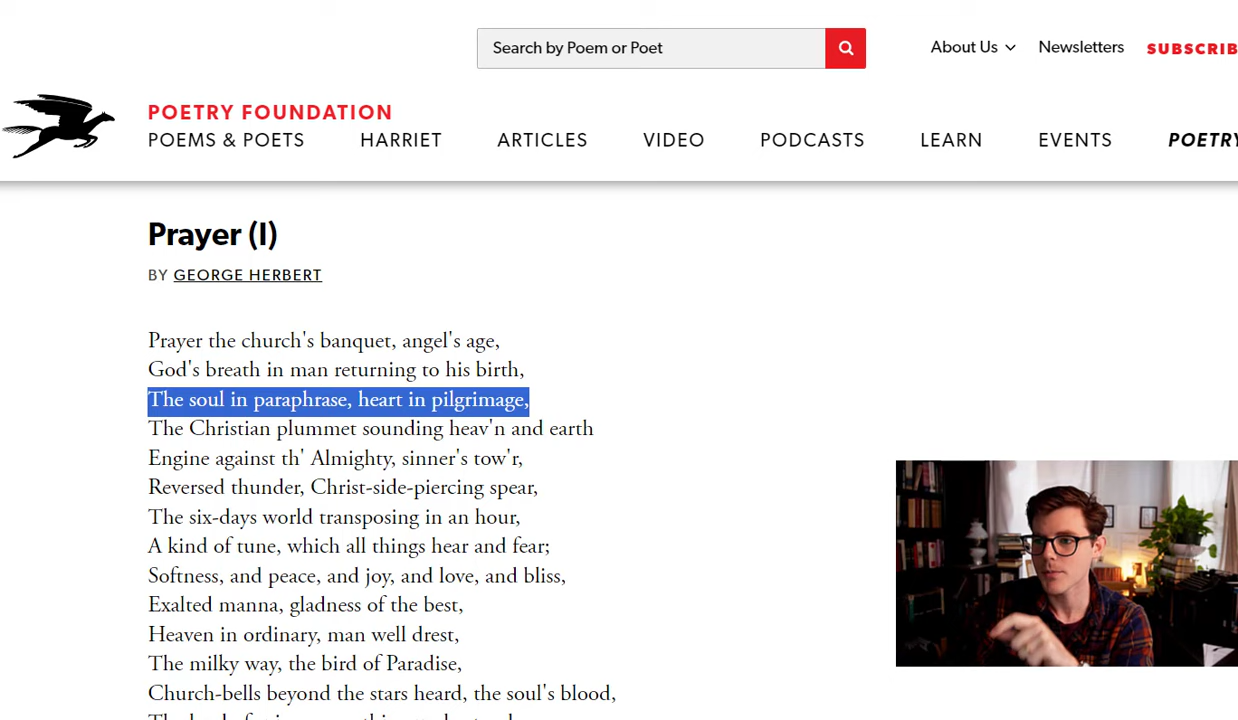 Search by Poem or Poet
About Us
Newsletters
SUBSCRIB
POETRY FOUNDATION
POEMS & POETS
HARRIET
ARTICLES
VIDEO
PODCASTS
LEARN
EVENTS
POETRY
Prayer (I)
BY GEORGE HERBERT
Prayer the church's banquet, angel's age,
God's breath in man returning to his birth,
The soul in paraphrase, heart in pilgrimage,
The Christian plummet sounding heav'n and earth
Engine against th' Almighty, sinner's tow'r,
Reversed thunder, Christ-side-piercing spear,
The six-days world transposing in an hour,
A kind of tune, which all things hear and fear;
Softness, and peace, and joy, and love, and bliss,
Exalted manna, gladness of the best,
Heaven in ordinary, man well drest,
The milky way, the bird of Paradise,
Church-bells beyond the stars heard, the soul's blood,